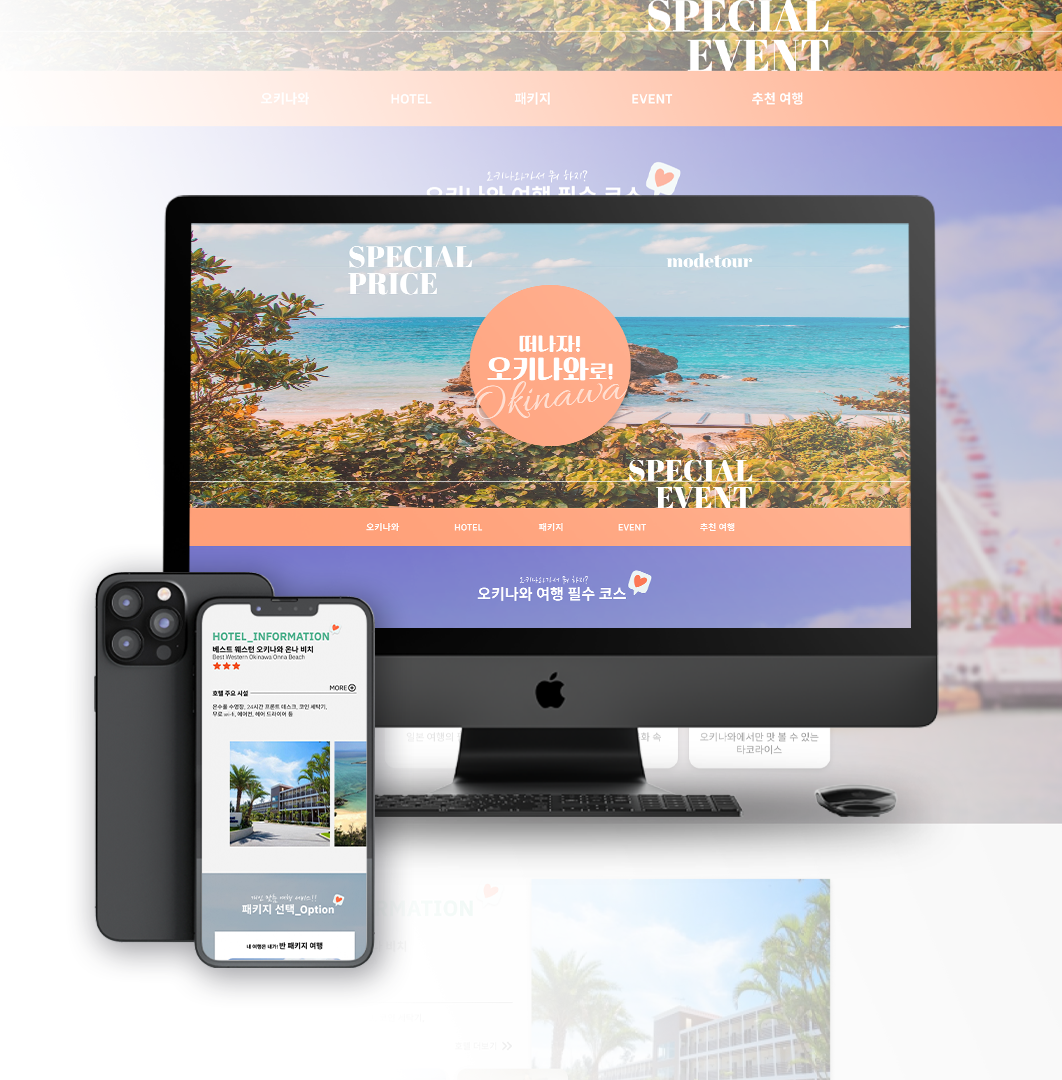 SPECIAL
EVENT
오키나와
HOTEL
패키지
EVENT
추천 여행
오키나와가서 뭐 하지?
오키나와 여행 필수 코스
SPECIAL
PRICE
modetour
떠나자!
오키나와로!
Okinawa
SPECIAL
EVENT
오키나와
HOTEL
패키지
EVENT
추천 여행
오키나와가서 뭐 하지?
오키나와 여행 필수 코스
HOTEL_INFORMATION
베스트 웨스턴 오키나와 온나 비치
Best Western Okinawa Onna Beach
MORE
호텔 주요 시설
온수풀 수영장, 24시간 프론트 데스크, 코인 세탁기,
무료 wi-fi, 에어컨, 헤어 드라이어 등
개인 맞춤 여행 서비스!!
패키지 선택_Option
내 여행은 내가! 반 패키지 여행
일본 여행의
화 속
오키나와에서만 맛 볼 수 있는
타코라이스
RMATION
비치